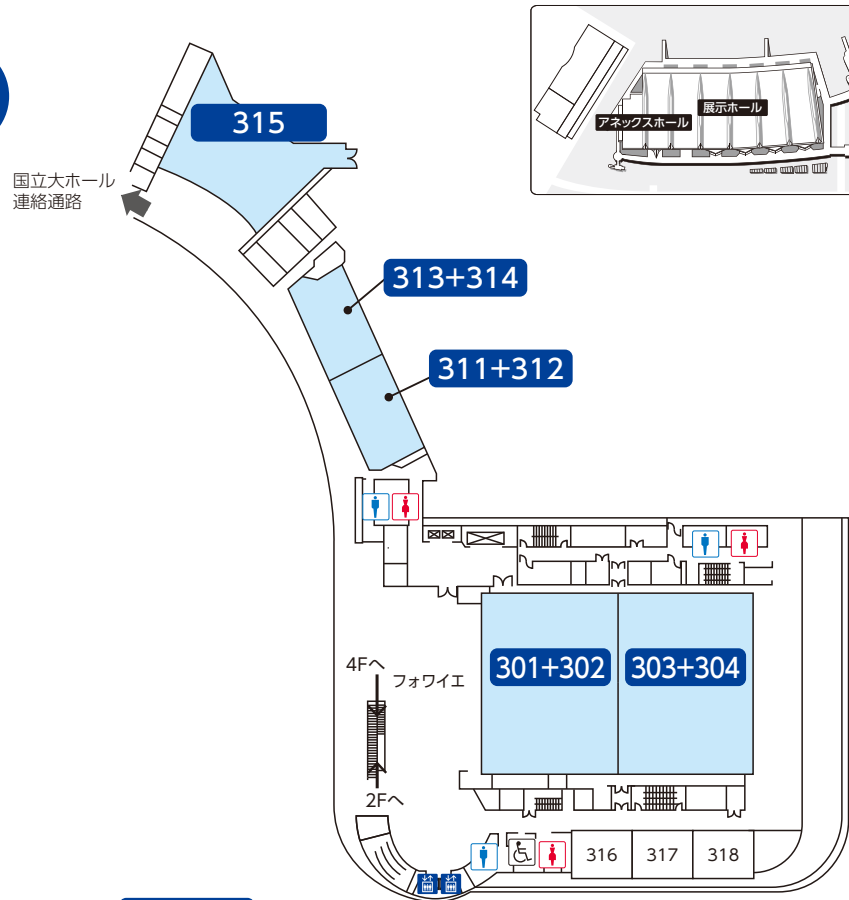 アネックスホール
展示ホール
315
国立大ホール
連絡通路
313+314
311+312
301+302
303+304
4Fへ
フォワイエ
2Fへ
316
317
318